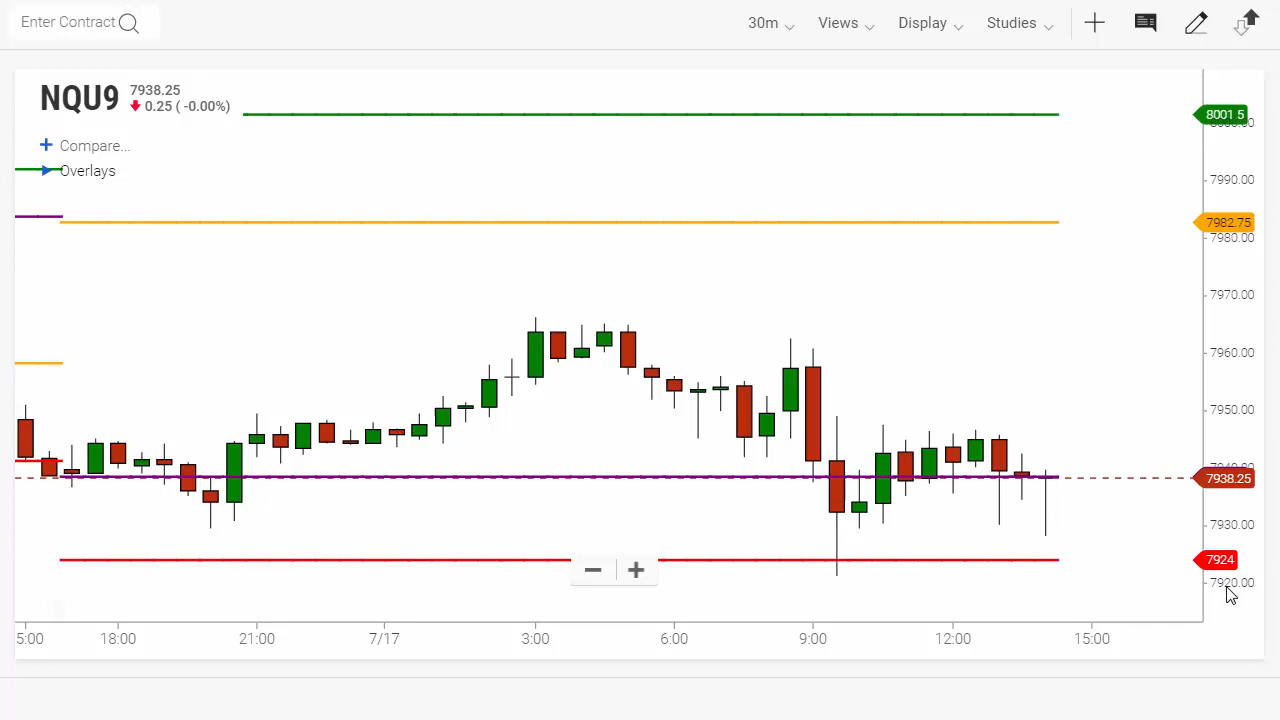 Enter Contract
30m
Views
Display
Studies
NQU9
7938.25
0.25 ( -0.00%)
Compare...
Overlays
8001.5
7990.00
7982.75
7980.00
7970.00
7960.00
7950.00
7938.25
7930.00
7924
7920.00
5:00
18:00
21:00
7/17
3:00
6:00
9:00
12:00
15:00